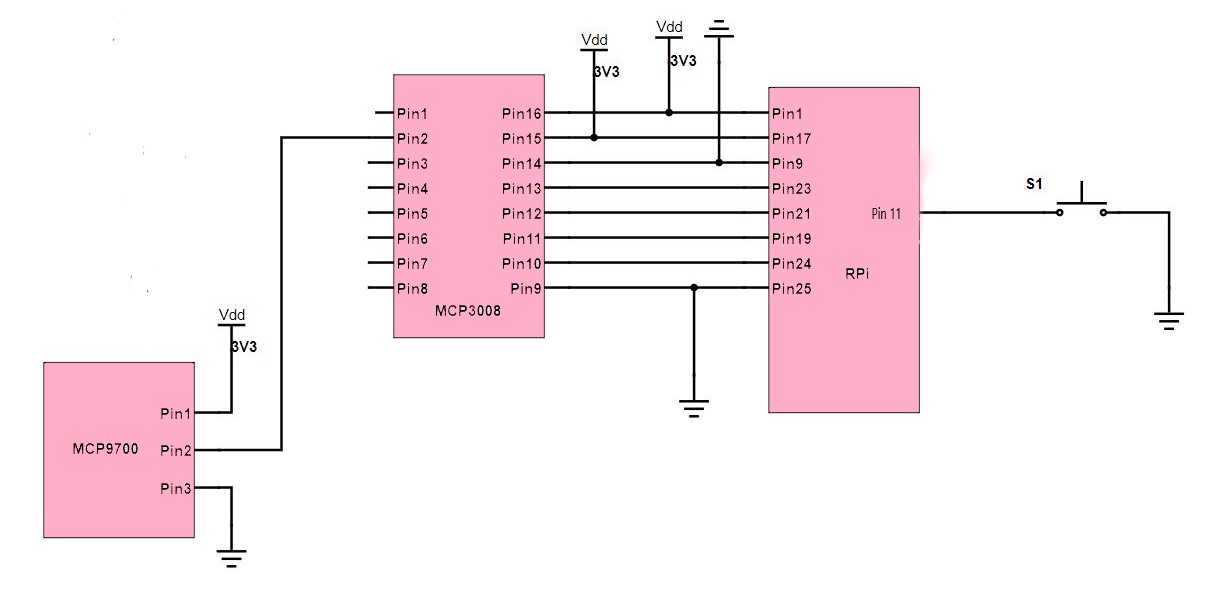 Vdd
3V3
Vdd
3V3
Pin1
Pin2
Pin3
Pin4
Pin5
Pin6
Pin7
Pin8
Pin16
Pin15
Pin14
Pin13
Pin12
Pin11
Pin10
Pin9
MCP3008
Pin1
Pin17
Pin9
Pin23
Pin21
Pin19
Pin24
Pin25
Pin 11
RPi
S1
Vdd
3V3
MCP9700
Pin1
Pin2
Pin3